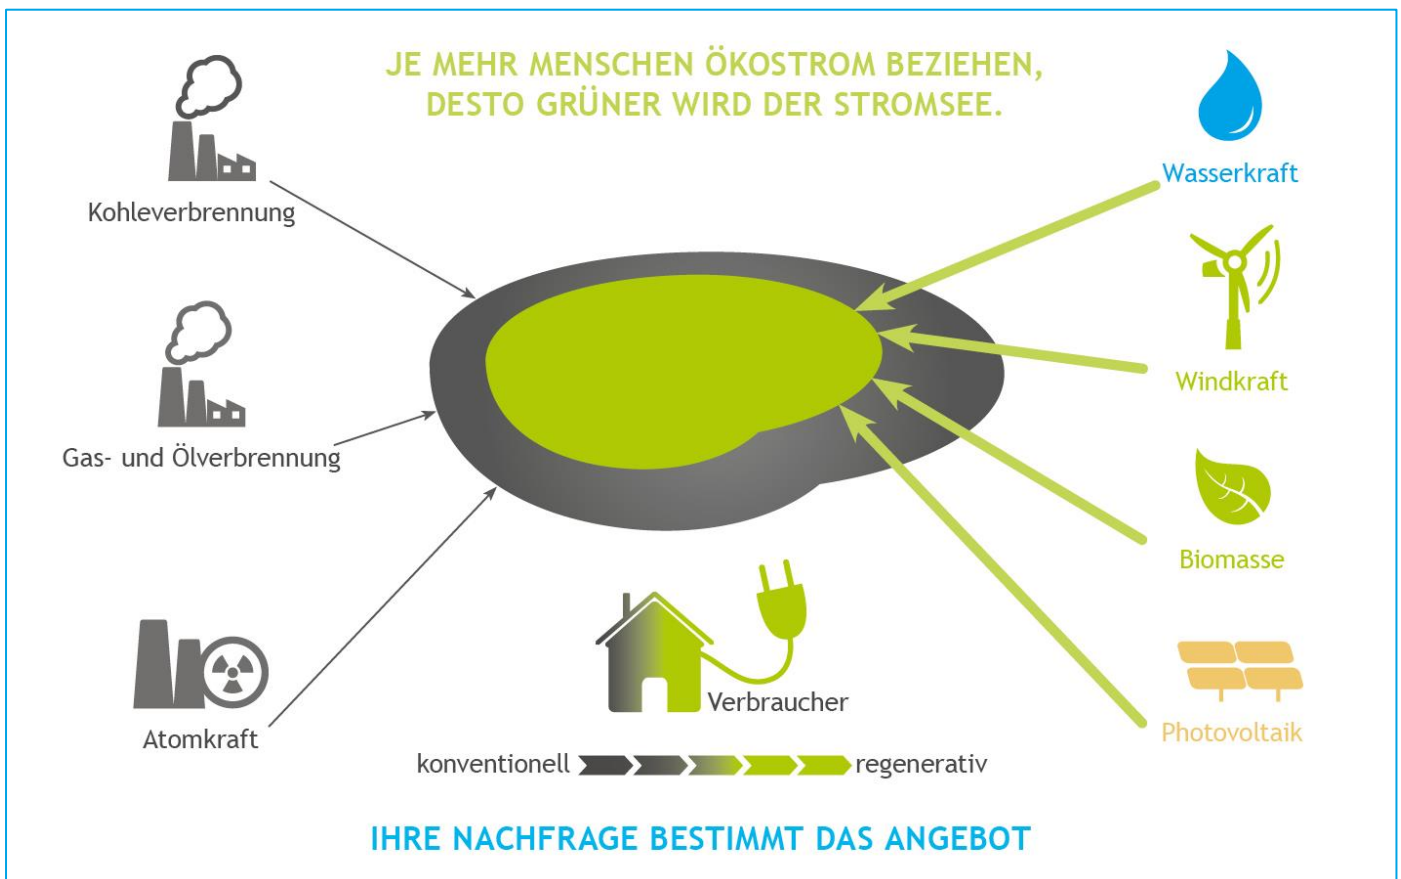 JE MEHR MENSCHEN ÖKOSTROM BEZIEHEN,
DESTO GRÜNER WIRD DER STROMSEE.
Kohleverbrennung
Gas- und Ölverbrennung
Atomkraft
Wasserkraft
Windkraft
Biomasse
Photovoltaik
Verbraucher
konventionell regenerativ
IHRE NACHFRAGE BESTIMMT DAS ANGEBOT